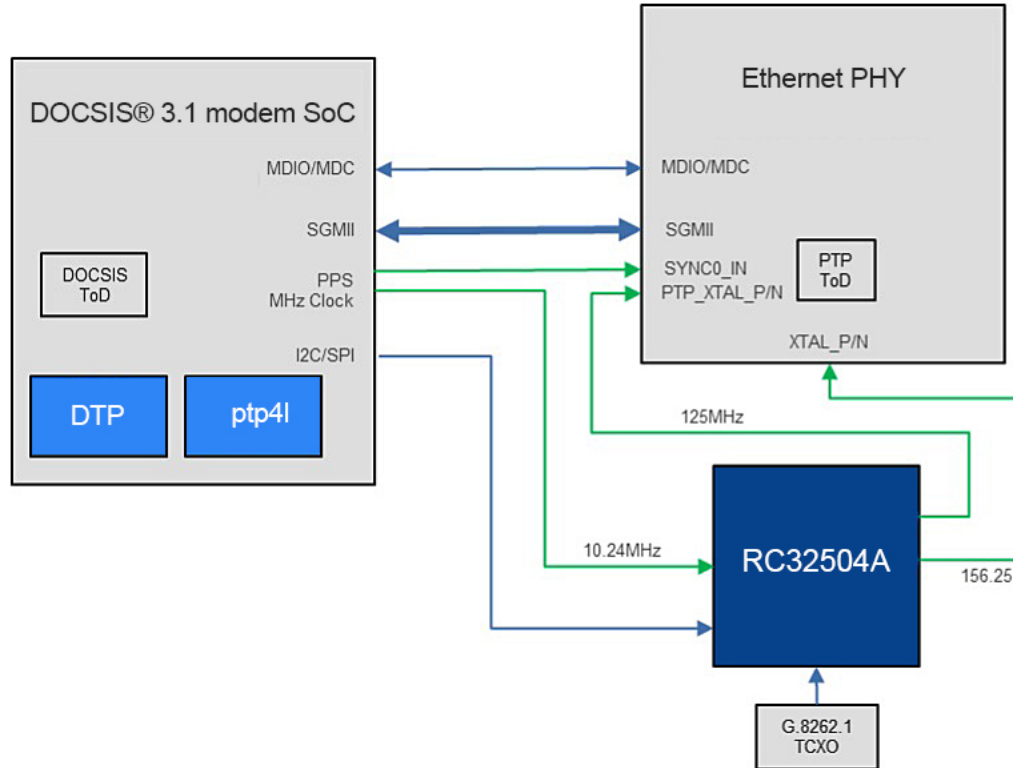 Ethernet PHY
DOCSIS® 3.1 modem SoC
MDIO/MDC
MDIO/MDC
SGMII
SGMII
DOCSIS
ToD
PPS
MHz Clock
SYNC0_IN
PTP_XTAL_P/N
PTP
ToD
XTAL_P/N
I2C/SPI
DTP
ptp4l
125MHz
10.24MHz
RC32504A
156.25
G.8262.1
TCXO